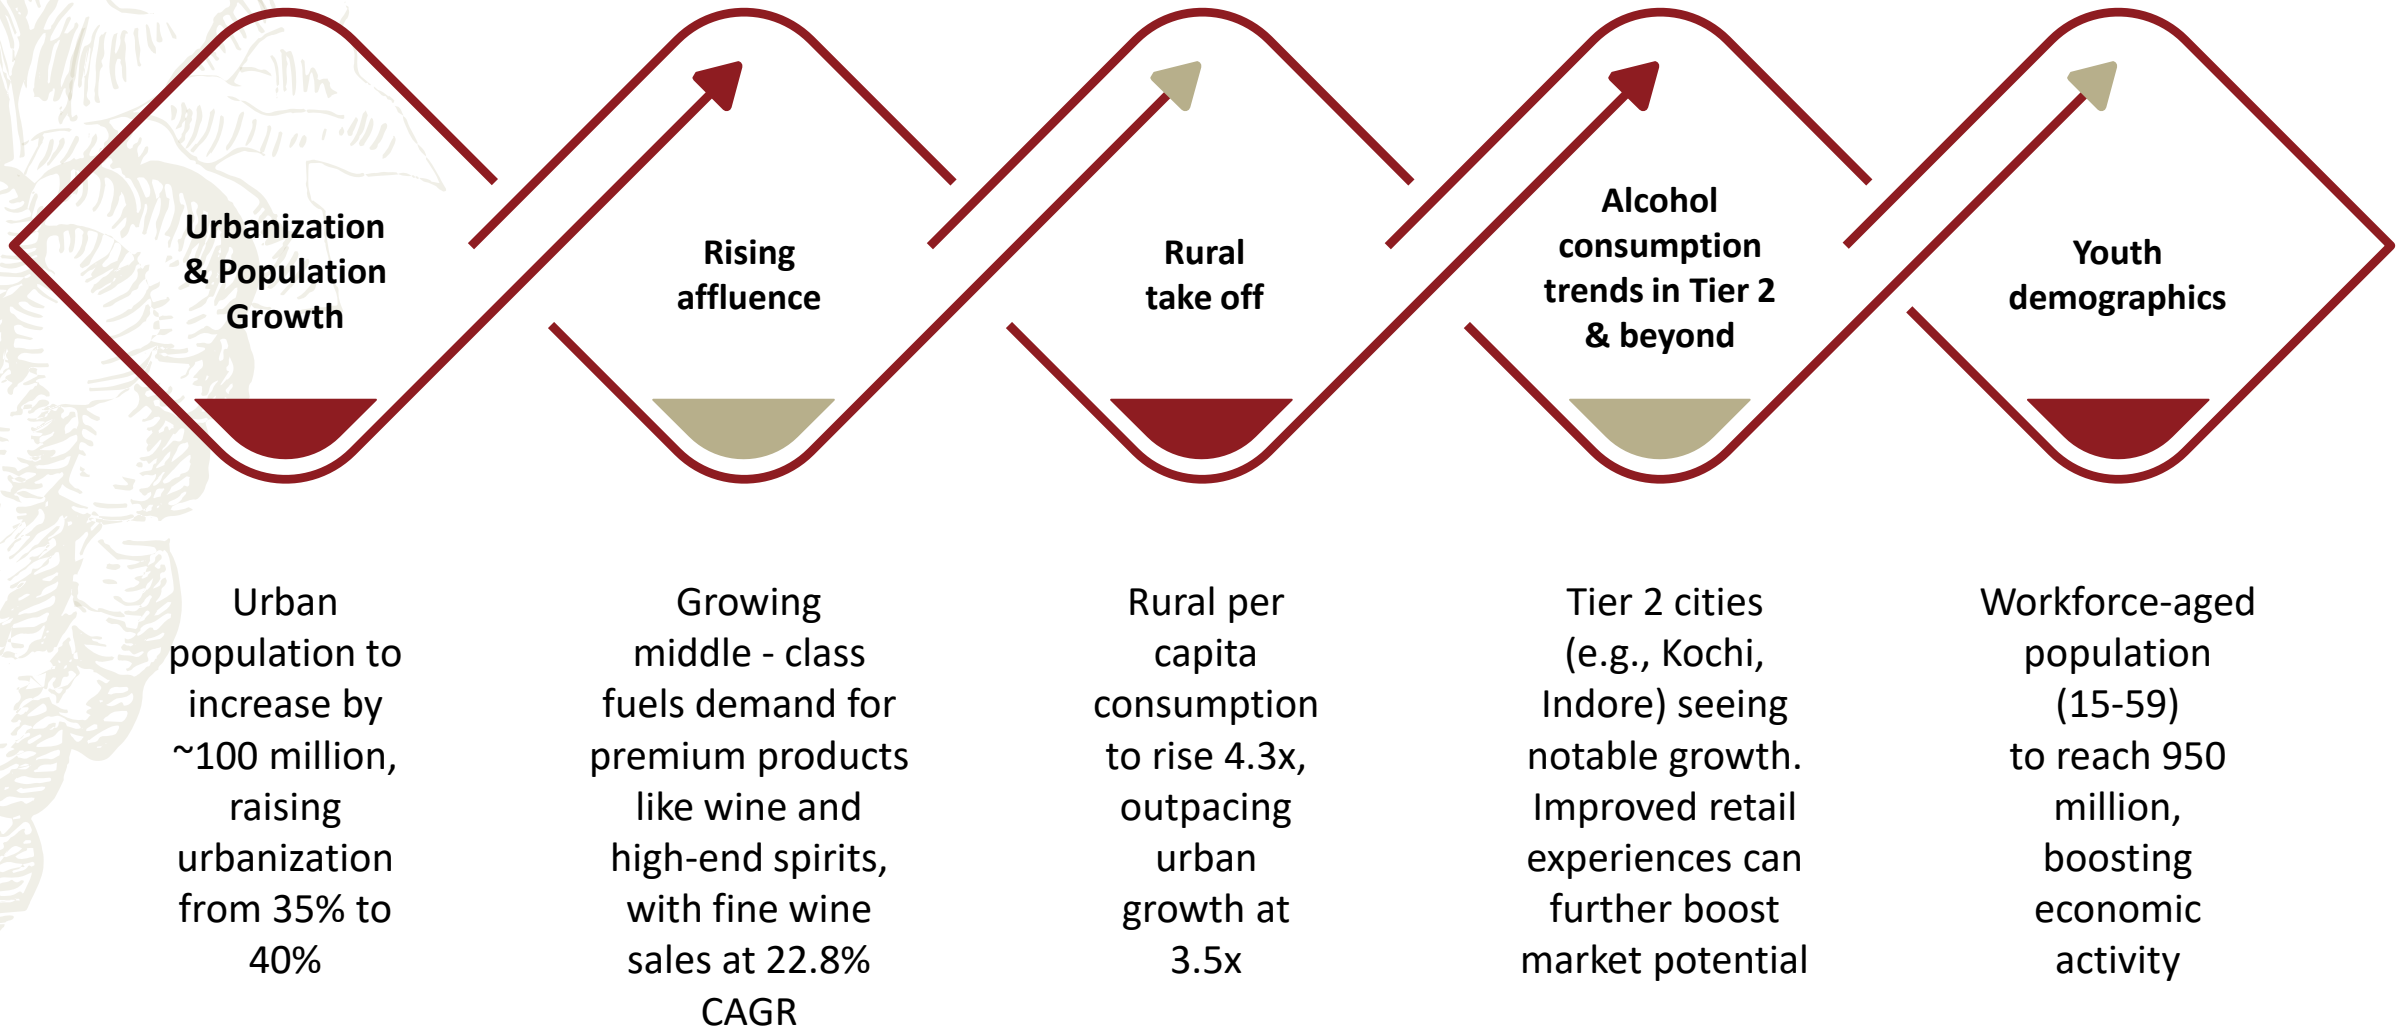 Urbanization
& Population
Growth
Rising
affluence
Rural
take off
Alcohol
consumption
trends in Tier 2
& beyond
Youth
demographics
Urban
population to
increase by
~100 million,
raising
urbanization
from 35% to
40%
Growing
middle - class
fuels demand for
premium products
like wine and
high-end spirits,
with fine wine
sales at 22.8%
CAGR
Rural per
capita
consumption
to rise 4.3x,
outpacing
urban
growth at
3.5x
Tier 2 cities
(e.g., Kochi,
Indore) seeing
notable growth.
Improved retail
experiences can
further boost
market potential
Workforce-aged
population
(15-59)
to reach 950
million,
boosting
economic
activity